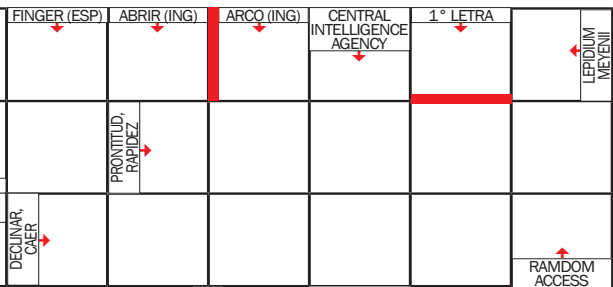 FINGER (ESP)
ABRIR (ING)
ARCO (ING)
CENTRAL
INTELLIGENCE
AGENCY
1° LETRA
LEPIDIUM
MEYENII
PRONTITUD,
RAPIDEZ
DECLINAR,
CAER
RAMDOM
ACCESS